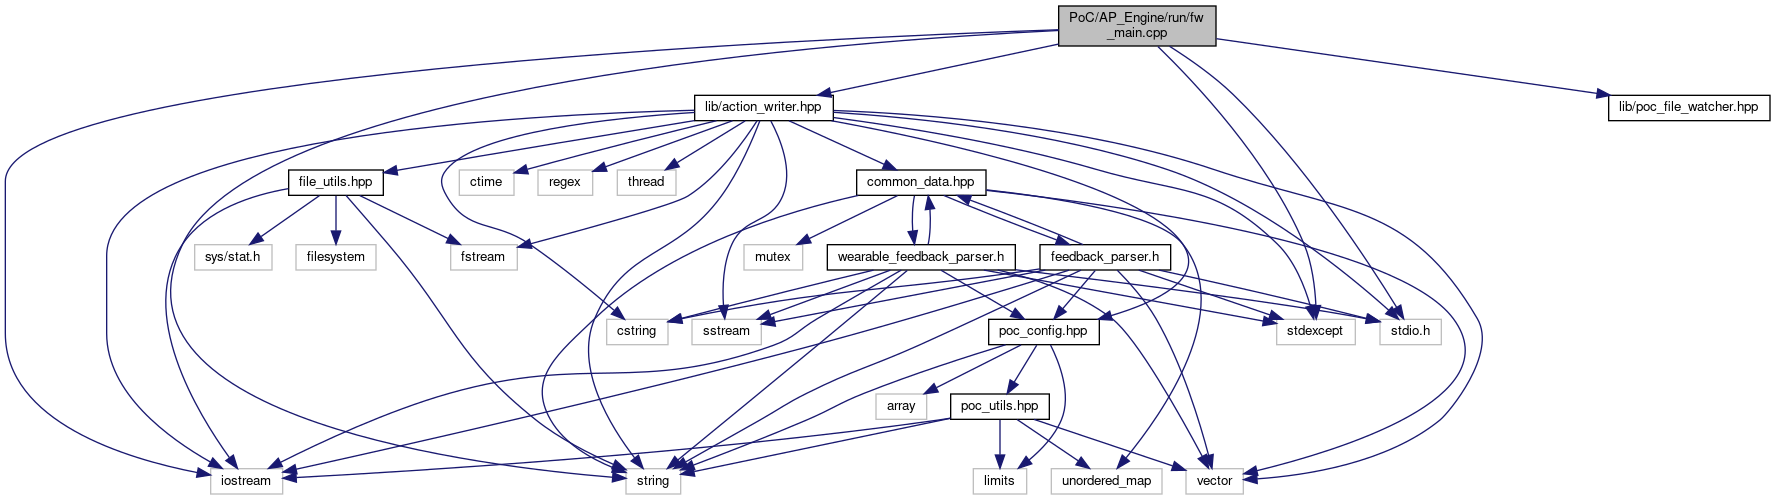 PoC/AP_Engine/run/fw
_main.cpp
lib/action_writer.hpp
lib/poc_file_watcher.hpp
file_utils.hpp
ctime
regex
thread
common_data.hpp
sys/stat.h
filesystem
fstream
mutex
wearable_feedback_parser.h
feedback_parser.h
cstring
sstream
poc_config.hpp
stdexcept
stdio.h
array
poc_utils.hpp
iostream
string
limits
unordered_map
vector